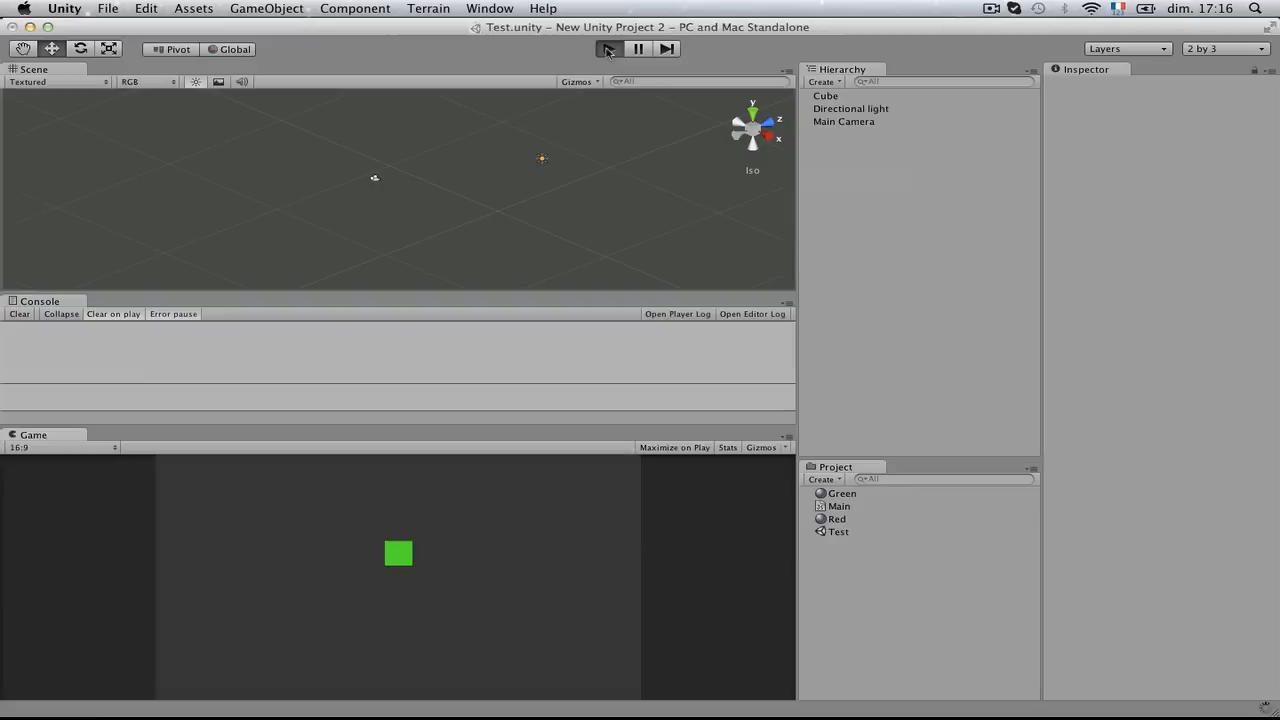 Unity File Edit Assets GameObject Component Terrain Window Help dim. 17:16
Test.unity – New Unity Project 2 – PC and Mac Standalone
Pivot Global Layers 2 by 3
Scene Hierarchy Inspector
Textured RGB Gizmos All Create All
Cube
Directional light
Main Camera
y
z
x
Iso
Console
Clear Collapse Clear on play Error pause Open Player Log Open Editor Log
Game
16:9 Maximize on Play Stats Gizmos
Project
Create All
Green
Main
Red
Test